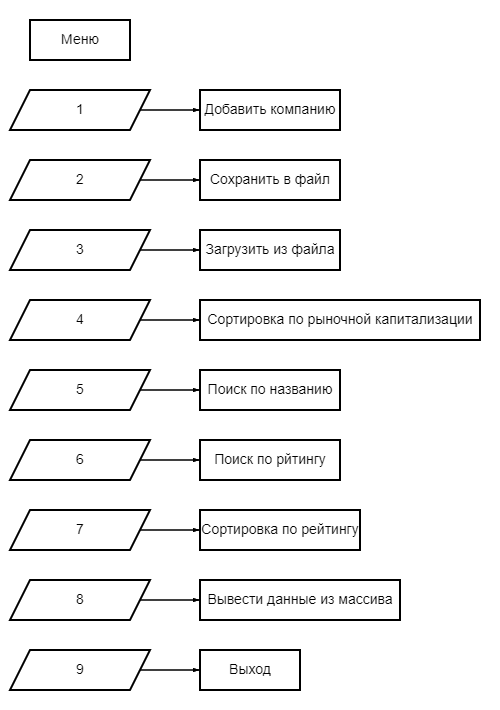 Меню
1 Добавить компанию
2 Сохранить в файл
3 Загрузить из файла
4 Сортировка по рыночной капитализации
5 Поиск по названию
6 Поиск по рйтингу
7 Сортировка по рейтингу
8 Вывести данные из массива
9 Выход